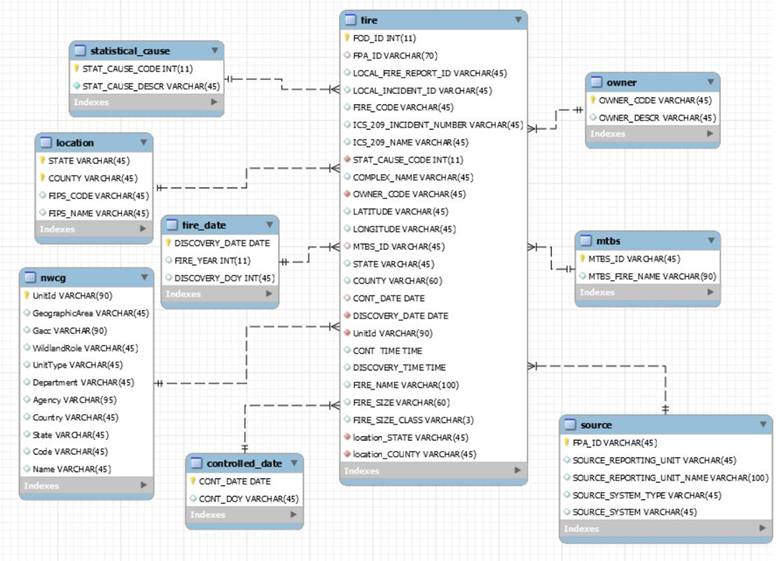 statistical_cause
STAT_CAUSE_CODE INT(11)
STAT_CAUSE_DESCR VARCHAR(45)
Indexes
location
STATE VARCHAR(45)
COUNTY VARCHAR(45)
FIPS_CODE VARCHAR(45)
FIPS_NAME VARCHAR(45)
Indexes
fire_date
DISCOVERY_DATE DATE
FIRE_YEAR INT(11)
DISCOVERY_DOY INT(45)
Indexes
nwcg
UnitId VARCHAR(90)
GeographicArea VARCHAR(45)
Gacc VARCHAR(90)
WildlandRole VARCHAR(45)
UnitType VARCHAR(45)
Department VARCHAR(45)
Agency VARCHAR(95)
Country VARCHAR(45)
State VARCHAR(45)
Code VARCHAR(45)
Name VARCHAR(45)
Indexes
controlled_date
CONT_DATE DATE
CONT_DOY VARCHAR(45)
Indexes
fire
FOD_ID INT(11)
FPA_ID VARCHAR(70)
LOCAL_FIRE_REPORT_ID VARCHAR(45)
LOCAL_INCIDENT_ID VARCHAR(45)
FIRE_CODE VARCHAR(45)
ICS_209_INCIDENT_NUMBER VARCHAR(45)
ICS_209_NAME VARCHAR(45)
STAT_CAUSE_CODE INT(11)
COMPLEX_NAME VARCHAR(45)
OWNER_CODE VARCHAR(45)
LATITUDE VARCHAR(45)
LONGITUDE VARCHAR(45)
MTBS_ID VARCHAR(45)
STATE VARCHAR(45)
COUNTY VARCHAR(60)
CONT_DATE DATE
DISCOVERY_DATE DATE
UnitId VARCHAR(90)
CONT_TIME TIME
DISCOVERY_TIME TIME
FIRE_NAME VARCHAR(100)
FIRE_SIZE VARCHAR(60)
FIRE_SIZE_CLASS VARCHAR(3)
location_STATE VARCHAR(45)
location_COUNTY VARCHAR(45)
Indexes
owner
OWNER_CODE VARCHAR(45)
OWNER_DESCR VARCHAR(45)
Indexes
mtbs
MTBS_ID VARCHAR(45)
MTBS_FIRE_NAME VARCHAR(90)
Indexes
source
FPA_ID VARCHAR(45)
SOURCE_REPORTING_UNIT VARCHAR(45)
SOURCE_REPORTING_UNIT_NAME VARCHAR(100)
SOURCE_SYSTEM_TYPE VARCHAR(45)
SOURCE_SYSTEM VARCHAR(45)
Indexes